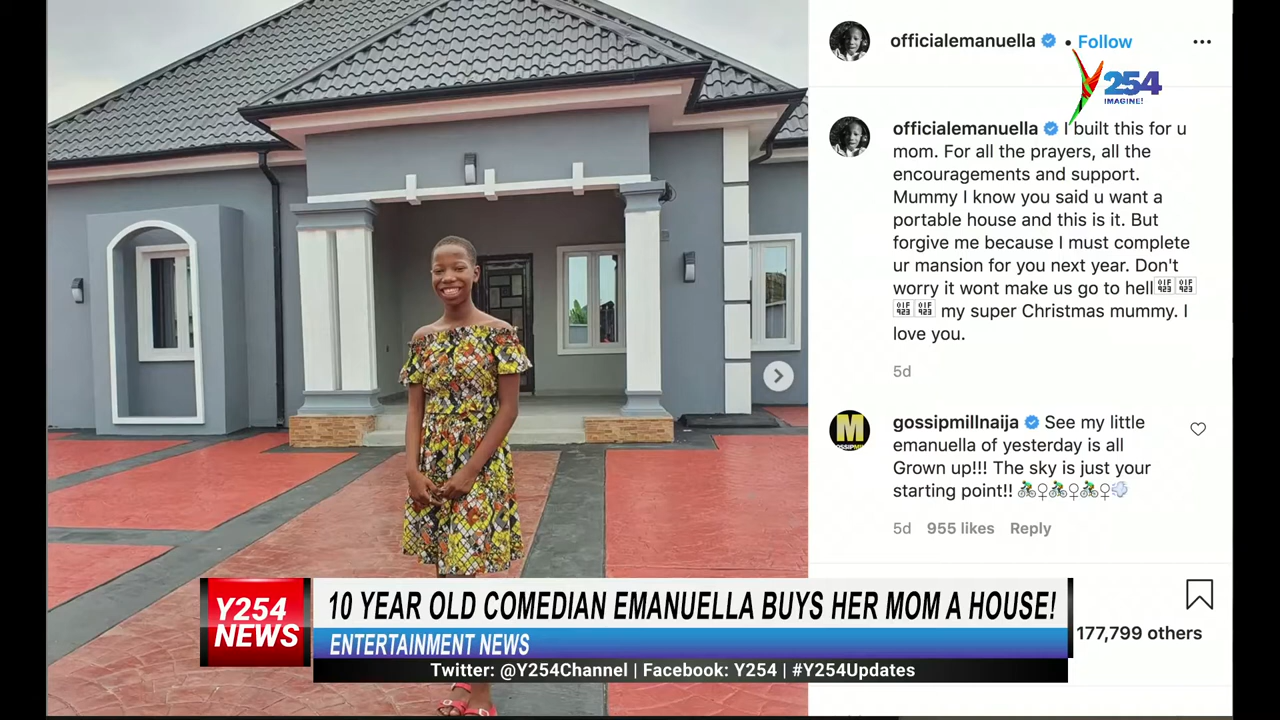 officialemanuella • Follow
254
IMAGINE!
officialemanuella I built this for u
mom. For all the prayers, all the
encouragements and support.
Mummy I know you said u want a
portable house and this is it. But
forgive me because I must complete
ur mansion for you next year. Don't
worry it wont make us go to hell
my super Christmas mummy. I
love you.
5d
gossipmillnaija See my little
emanuella of yesterday is all
Grown up!!! The sky is just your
starting point!! 🚴♀🚴♀🚴♀💨
5d 955 likes Reply
177,799 others
Y254
NEWS
10 YEAR OLD COMEDIAN EMANUELLA BUYS HER MOM A HOUSE!
ENTERTAINMENT NEWS
Twitter: @Y254Channel | Facebook: Y254 | #Y254Updates